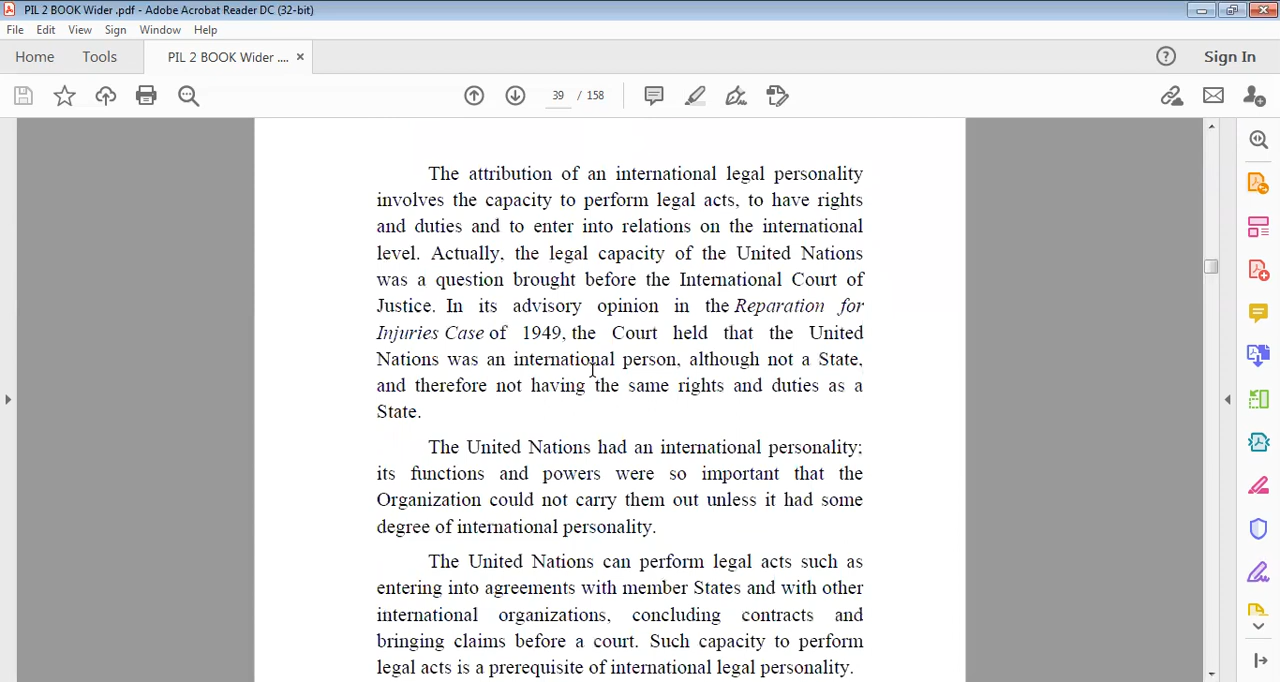 PIL 2 BOOK Wider .pdf - Adobe Acrobat Reader DC (32-bit)
File Edit View Sign Window Help
Home Tools PIL 2 BOOK Wider .... × Sign In
39 / 158
The attribution of an international legal personality
involves the capacity to perform legal acts, to have rights
and duties and to enter into relations on the international
level. Actually, the legal capacity of the United Nations
was a question brought before the International Court of
Justice. In its advisory opinion in the Reparation for
Injuries Case of 1949, the Court held that the United
Nations was an international person, although not a State,
and therefore not having the same rights and duties as a
State.
The United Nations had an international personality;
its functions and powers were so important that the
Organization could not carry them out unless it had some
degree of international personality.
The United Nations can perform legal acts such as
entering into agreements with member States and with other
international organizations, concluding contracts and
bringing claims before a court. Such capacity to perform
legal acts is a prerequisite of international legal personality.